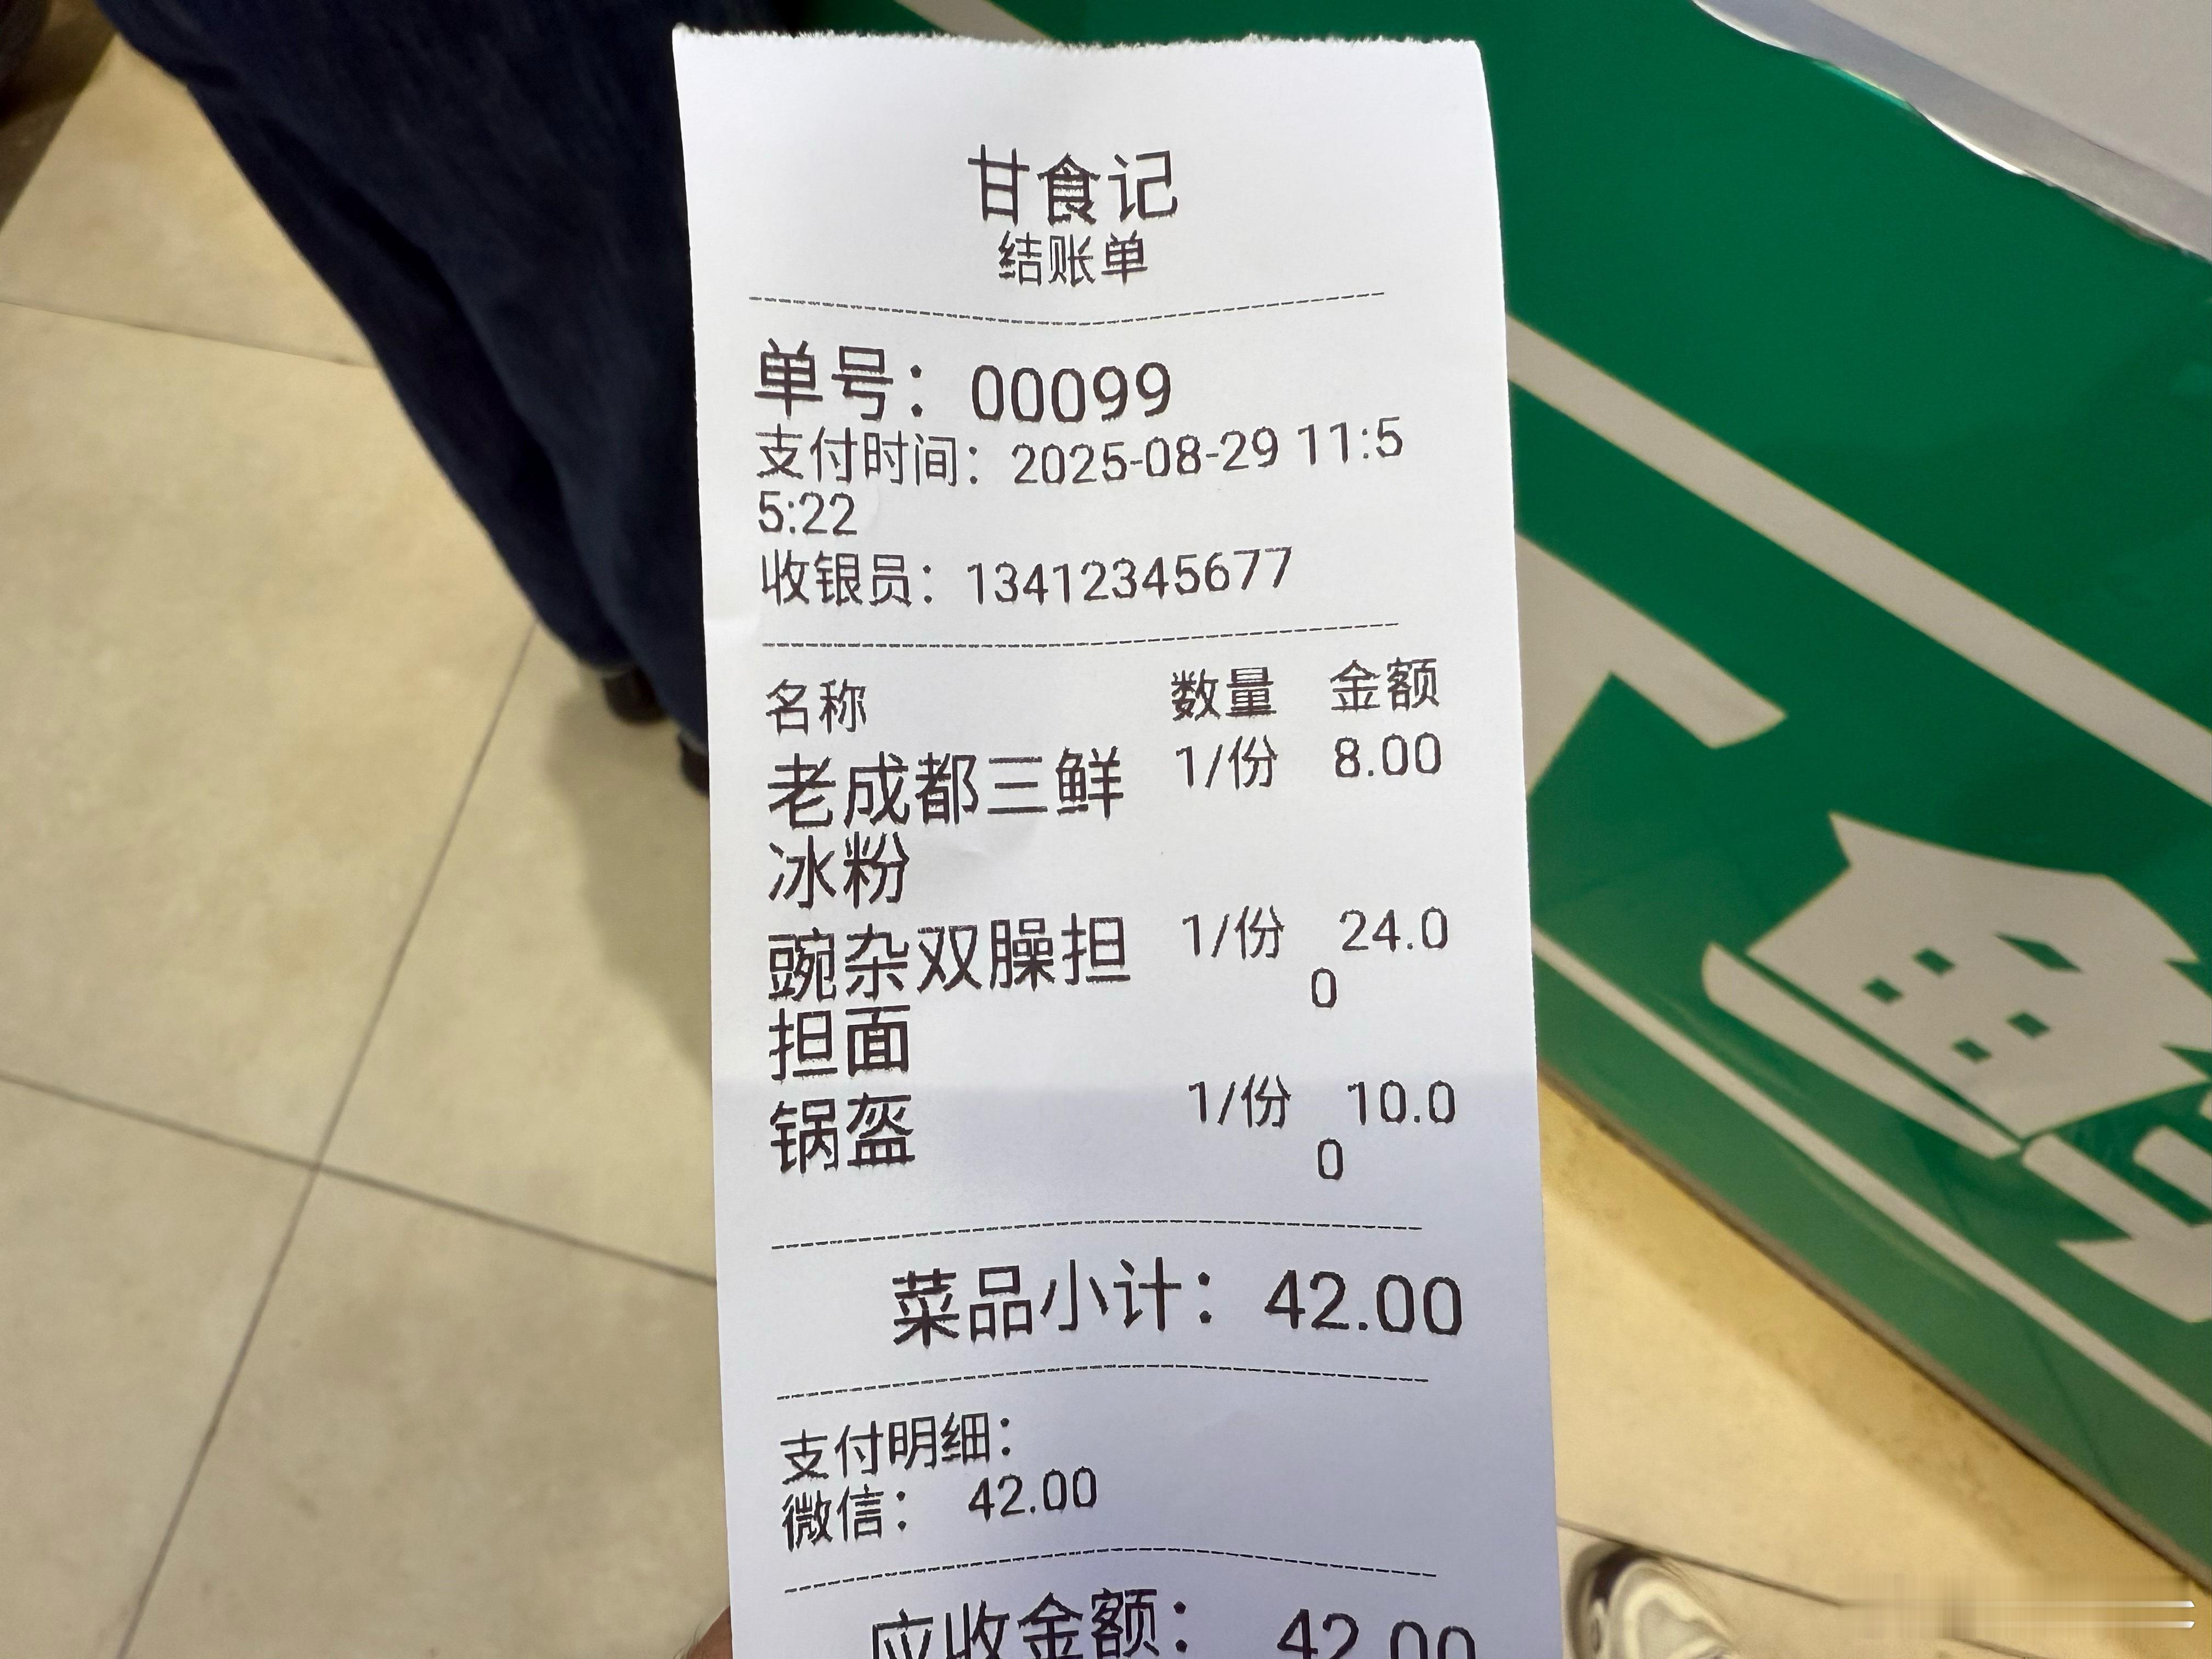 甘食记
结账单
单号：00099
支付时间：2025-08-29 11:5
5:22
收银员：13412345677
名称 数量 金额
老成都三鲜 1/份 8.00
冰粉
豌杂双臊担 1/份 24.0
0
担面
锅盔 1/份 10.0
0
菜品小计：42.00
支付明细：
微信： 42.00
应收金额： 42.00